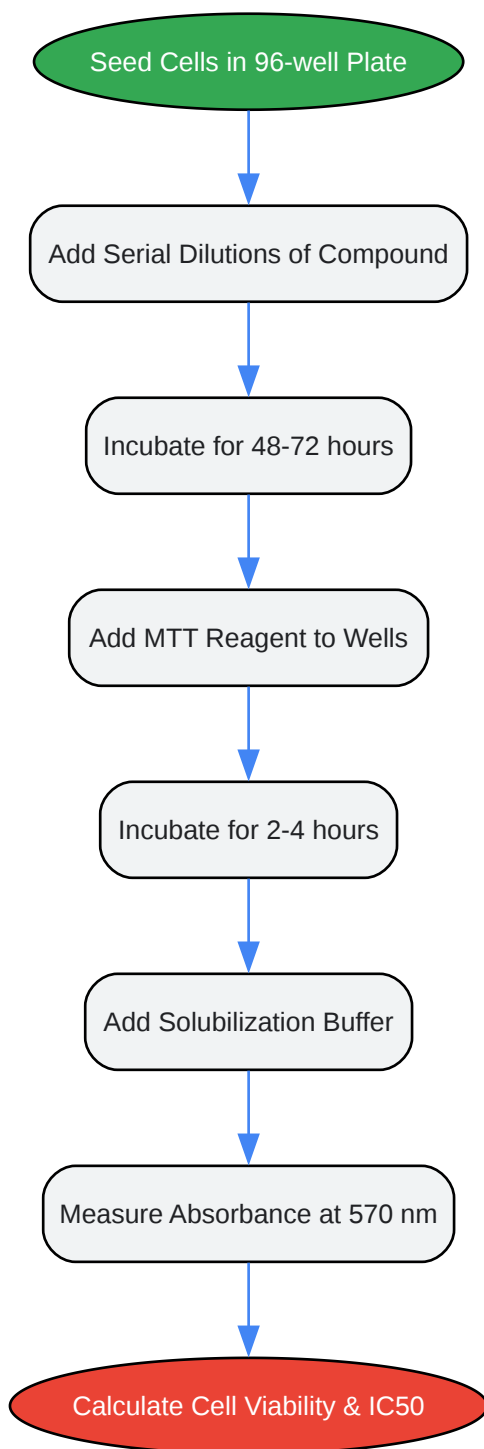 Seed Cells in 96-well Plate
Add Serial Dilutions of Compound
Incubate for 48-72 hours
Add MTT Reagent to Wells
Incubate for 2-4 hours
Add Solubilization Buffer
Measure Absorbance at 570 nm
Calculate Cell Viability & IC50